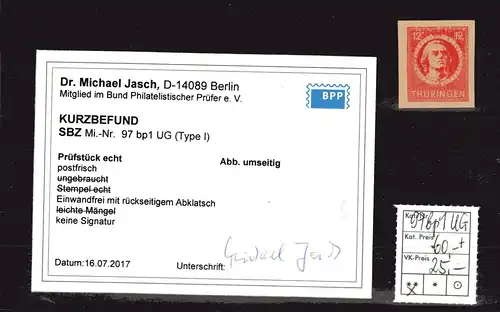 Dr. Michael Jasch, D-14089 Berlin
Mitglied im Bund Philatelistischer Prüfer e. V.
BPP
KURZBEFUND
SBZ Mi.-Nr. 97 bp1 UG (Type I)
Prüfstück echt
Abb. umseitig
postfrisch
ungebraucht
Stempel echt
Einwandfrei mit rückseitigem Abklatsch
leichte Mängel
keine Signatur
Michael Jasch
Datum:16.07.2017
Unterschrift:
THÜRINGEN
97bp1 UG
Kat. Preis 60,-+
VK-Preis 25,-
** * ⊙
X